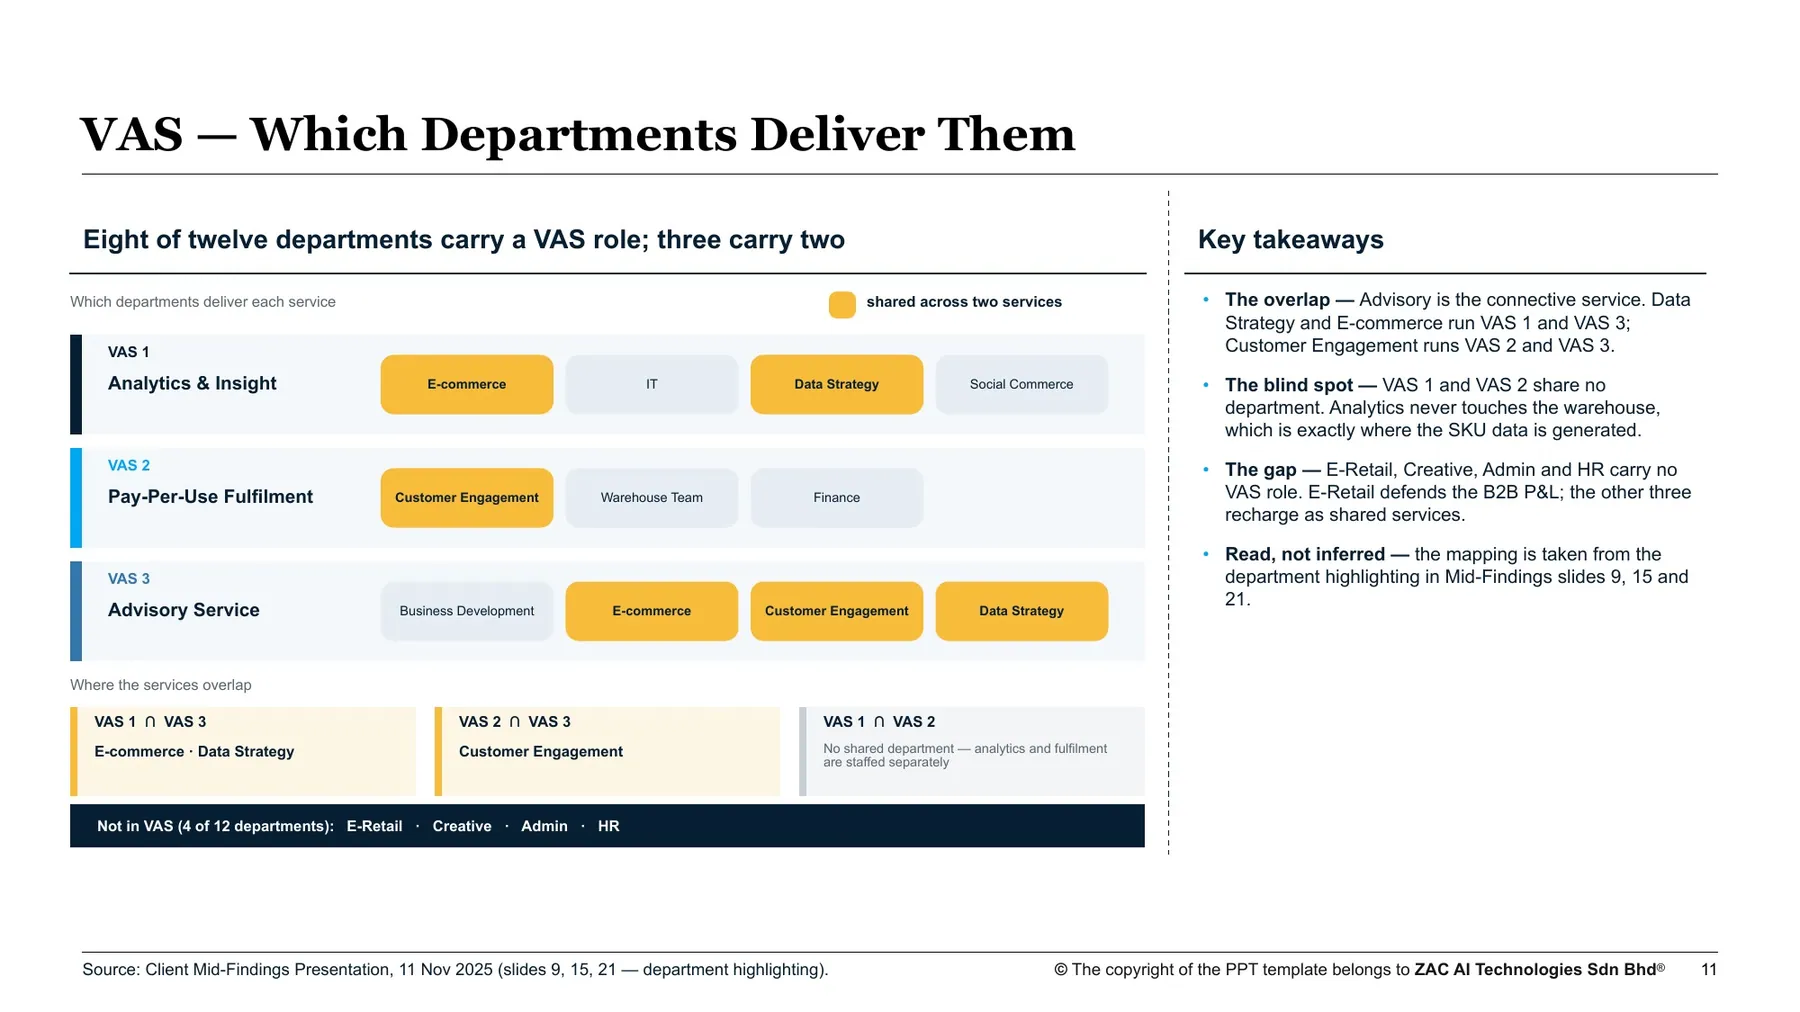 VAS — Which Departments Deliver Them
Eight of twelve departments carry a VAS role; three carry two
Which departments deliver each service
shared across two services
VAS 1
Analytics & Insight
E-commerce
IT
Data Strategy
Social Commerce
VAS 2
Pay-Per-Use Fulfilment
Customer Engagement
Warehouse Team
Finance
VAS 3
Advisory Service
Business Development
E-commerce
Customer Engagement
Data Strategy
Where the services overlap
VAS 1 ∩ VAS 3
E-commerce · Data Strategy
VAS 2 ∩ VAS 3
Customer Engagement
VAS 1 ∩ VAS 2
No shared department — analytics and fulfilment
are staffed separately
Not in VAS (4 of 12 departments): E-Retail · Creative · Admin · HR
Key takeaways
• The overlap — Advisory is the connective service. Data
Strategy and E-commerce run VAS 1 and VAS 3;
Customer Engagement runs VAS 2 and VAS 3.
• The blind spot — VAS 1 and VAS 2 share no
department. Analytics never touches the warehouse,
which is exactly where the SKU data is generated.
• The gap — E-Retail, Creative, Admin and HR carry no
VAS role. E-Retail defends the B2B P&L; the other three
recharge as shared services.
• Read, not inferred — the mapping is taken from the
department highlighting in Mid-Findings slides 9, 15 and
21.
Source: Client Mid-Findings Presentation, 11 Nov 2025 (slides 9, 15, 21 — department highlighting).
© The copyright of the PPT template belongs to ZAC AI Technologies Sdn Bhd®
11